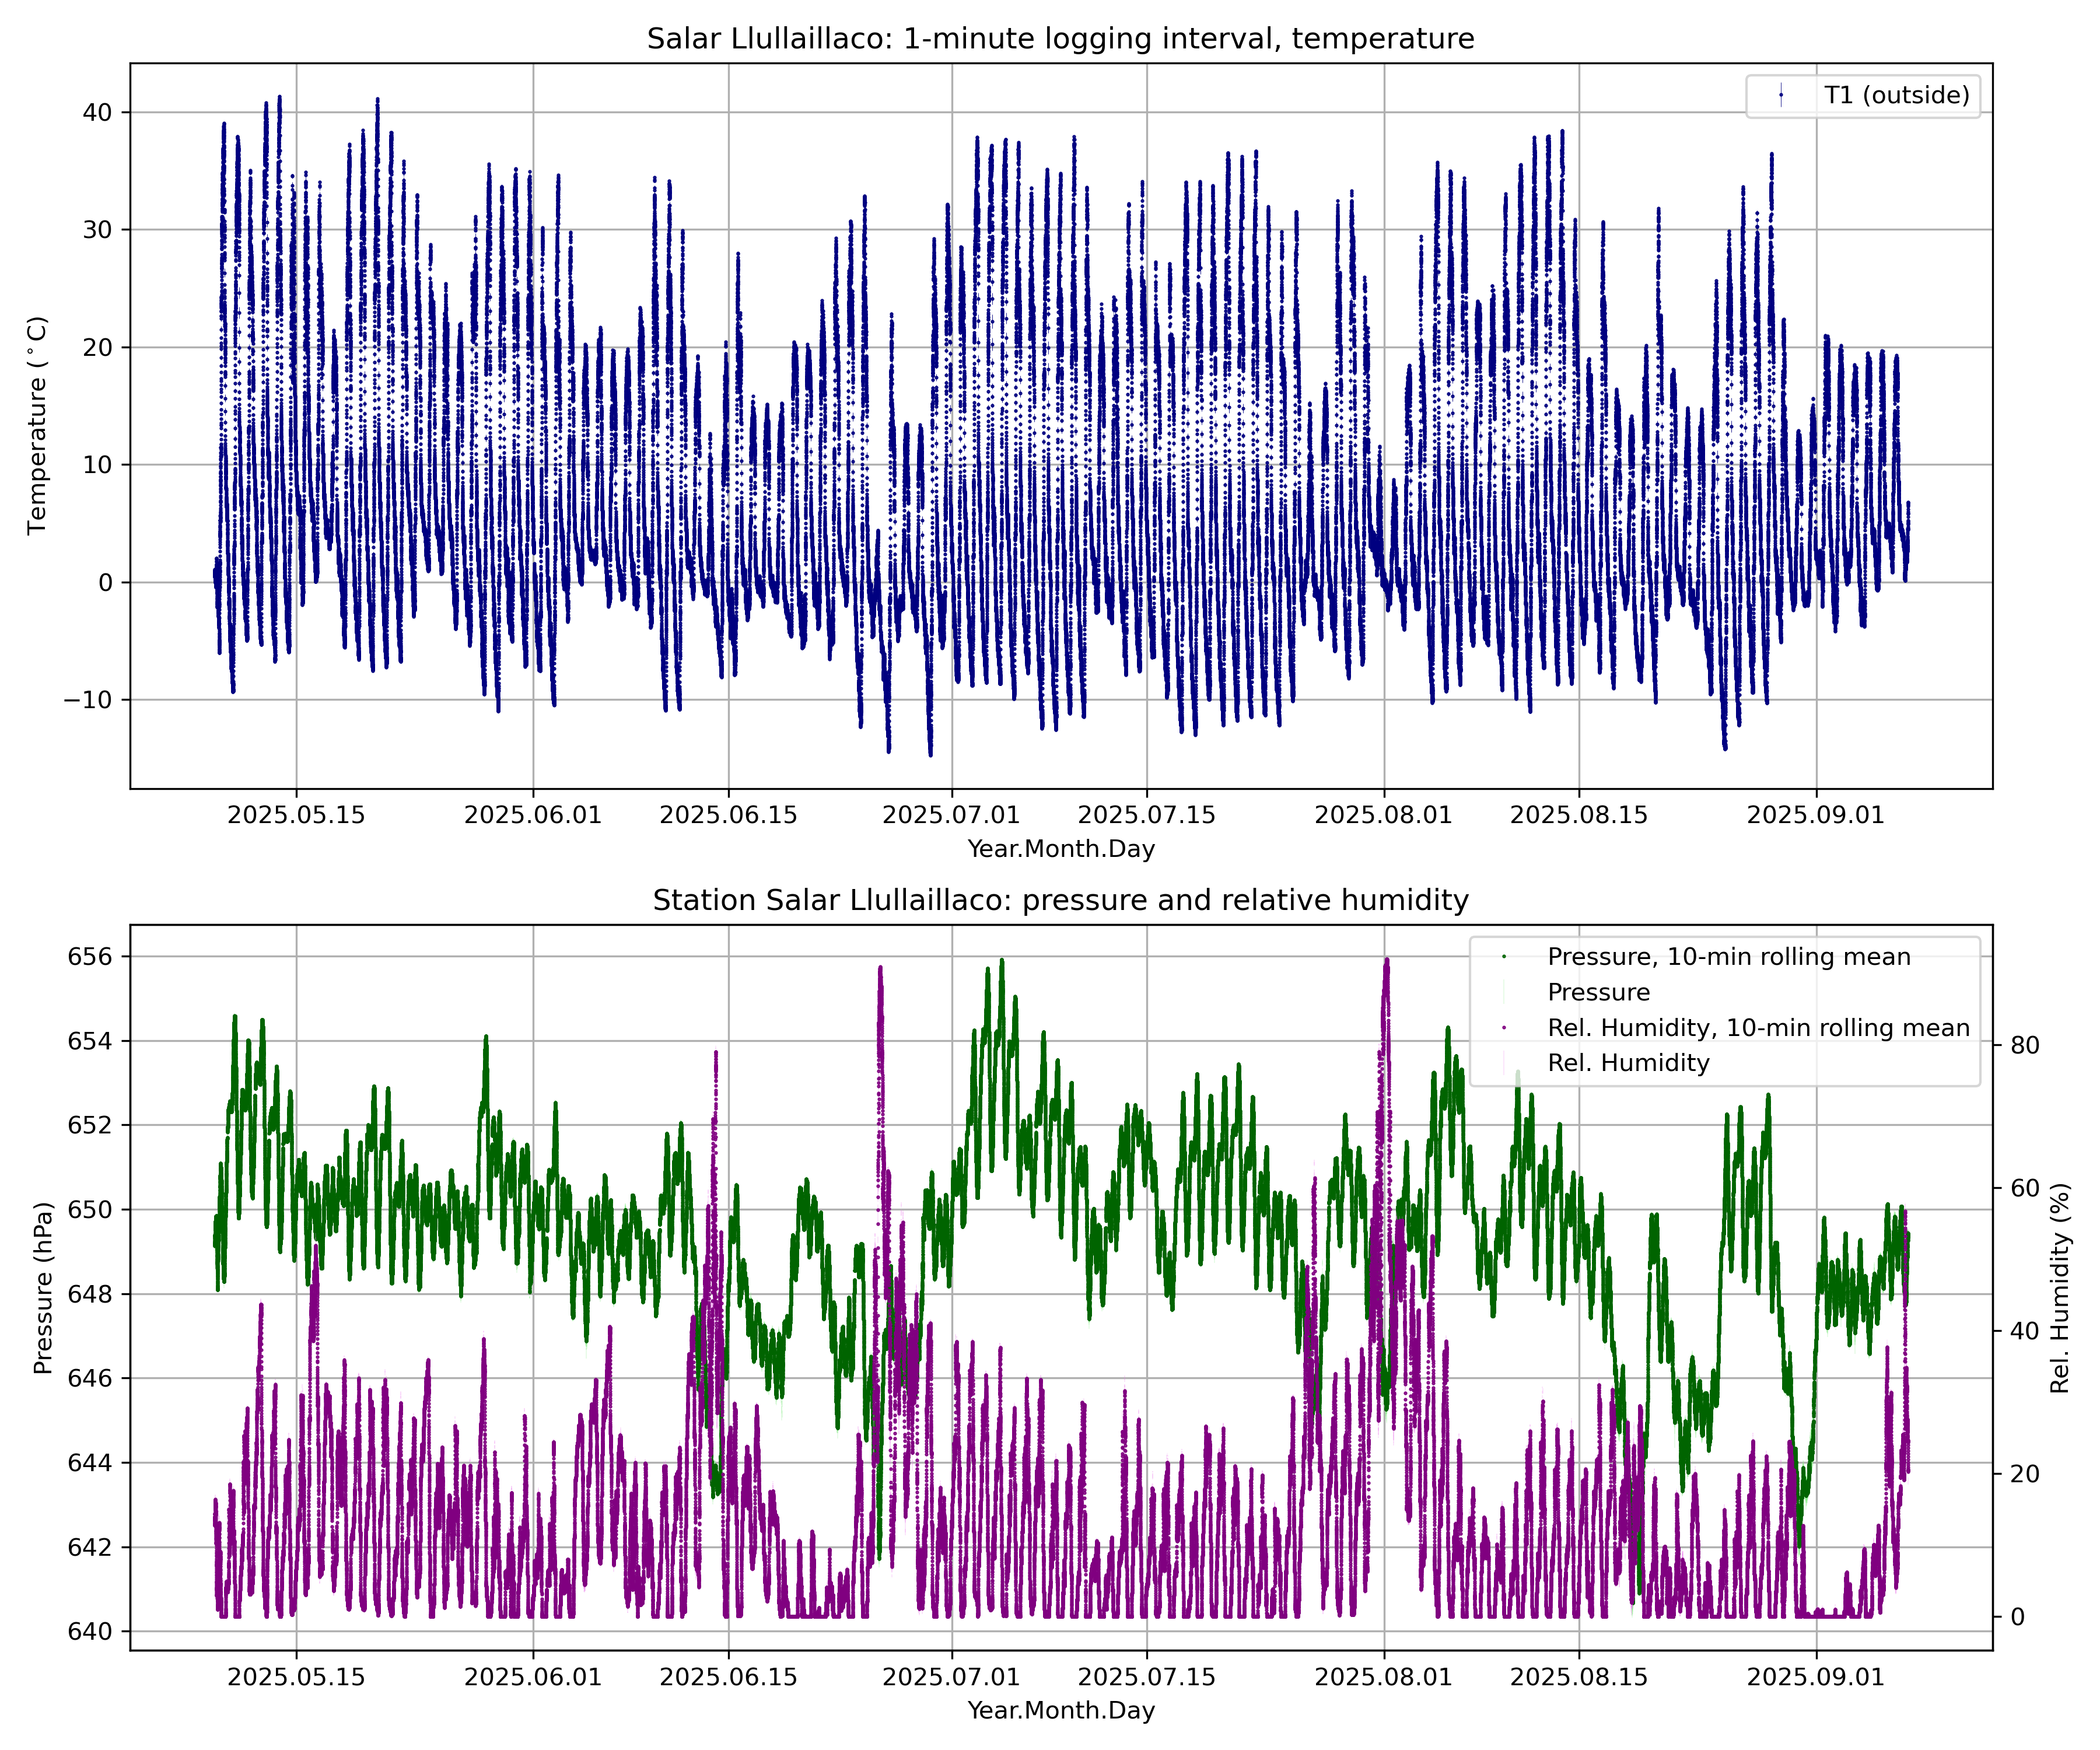 Salar Llullaillaco: 1-minute logging interval, temperature
T1 (outside)
40
30
20
10
0
−10
Temperature (°C)
2025.05.15 2025.06.01 2025.06.15 2025.07.01 2025.07.15 2025.08.01 2025.08.15 2025.09.01
Year.Month.Day
Station Salar Llullaillaco: pressure and relative humidity
Pressure, 10-min rolling mean
Pressure
Rel. Humidity, 10-min rolling mean
Rel. Humidity
656
654
652
650
648
646
644
642
640
Pressure (hPa)
80
60
40
20
0
Rel. Humidity (%)
2025.05.15 2025.06.01 2025.06.15 2025.07.01 2025.07.15 2025.08.01 2025.08.15 2025.09.01
Year.Month.Day